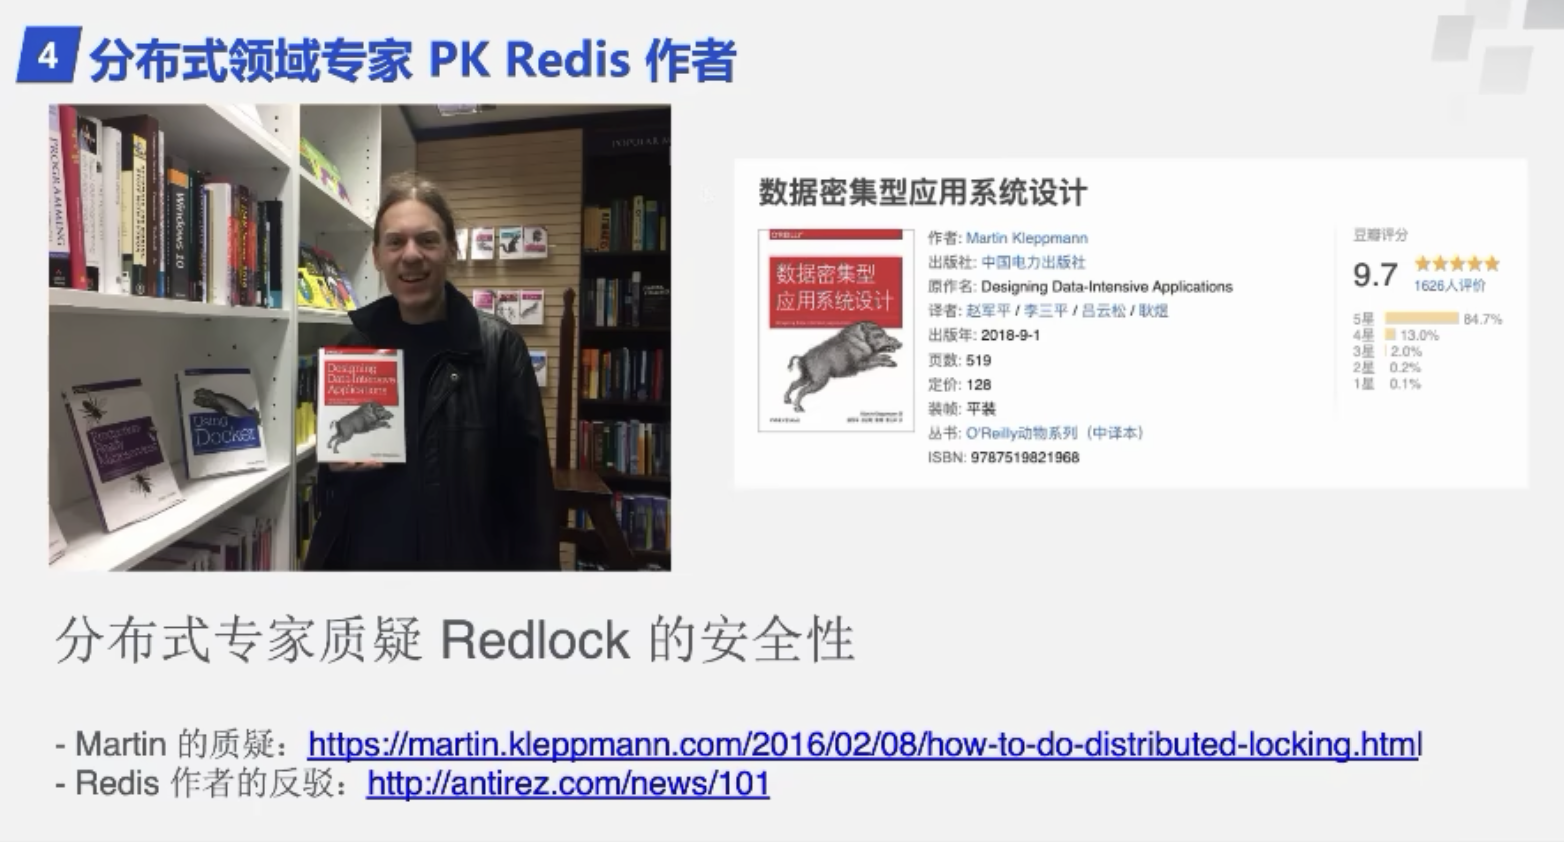 4 分布式领域专家 PK Redis 作者
PROGRAMMING
Windows 10
POPULAR
Designing
Data-Intensive
Applications
Using
Docker
数据密集型应用系统设计
O'REILLY
数据密集型
应用系统设计
作者: Martin Kleppmann
出版社: 中国电力出版社
原作名: Designing Data-Intensive Applications
译者: 赵军平 / 李三平 / 吕云松 / 耿煜
出版年: 2018-9-1
页数: 519
定价: 128
装帧: 平装
丛书: O'Reilly动物系列（中译本）
ISBN: 9787519821968
豆瓣评分
9.7
1626人评价
5星 84.7%
4星 13.0%
3星 2.0%
2星 0.2%
1星 0.1%
分布式专家质疑 Redlock 的安全性
- Martin 的质疑：https://martin.kleppmann.com/2016/02/08/how-to-do-distributed-locking.html
- Redis 作者的反驳：http://antirez.com/news/101